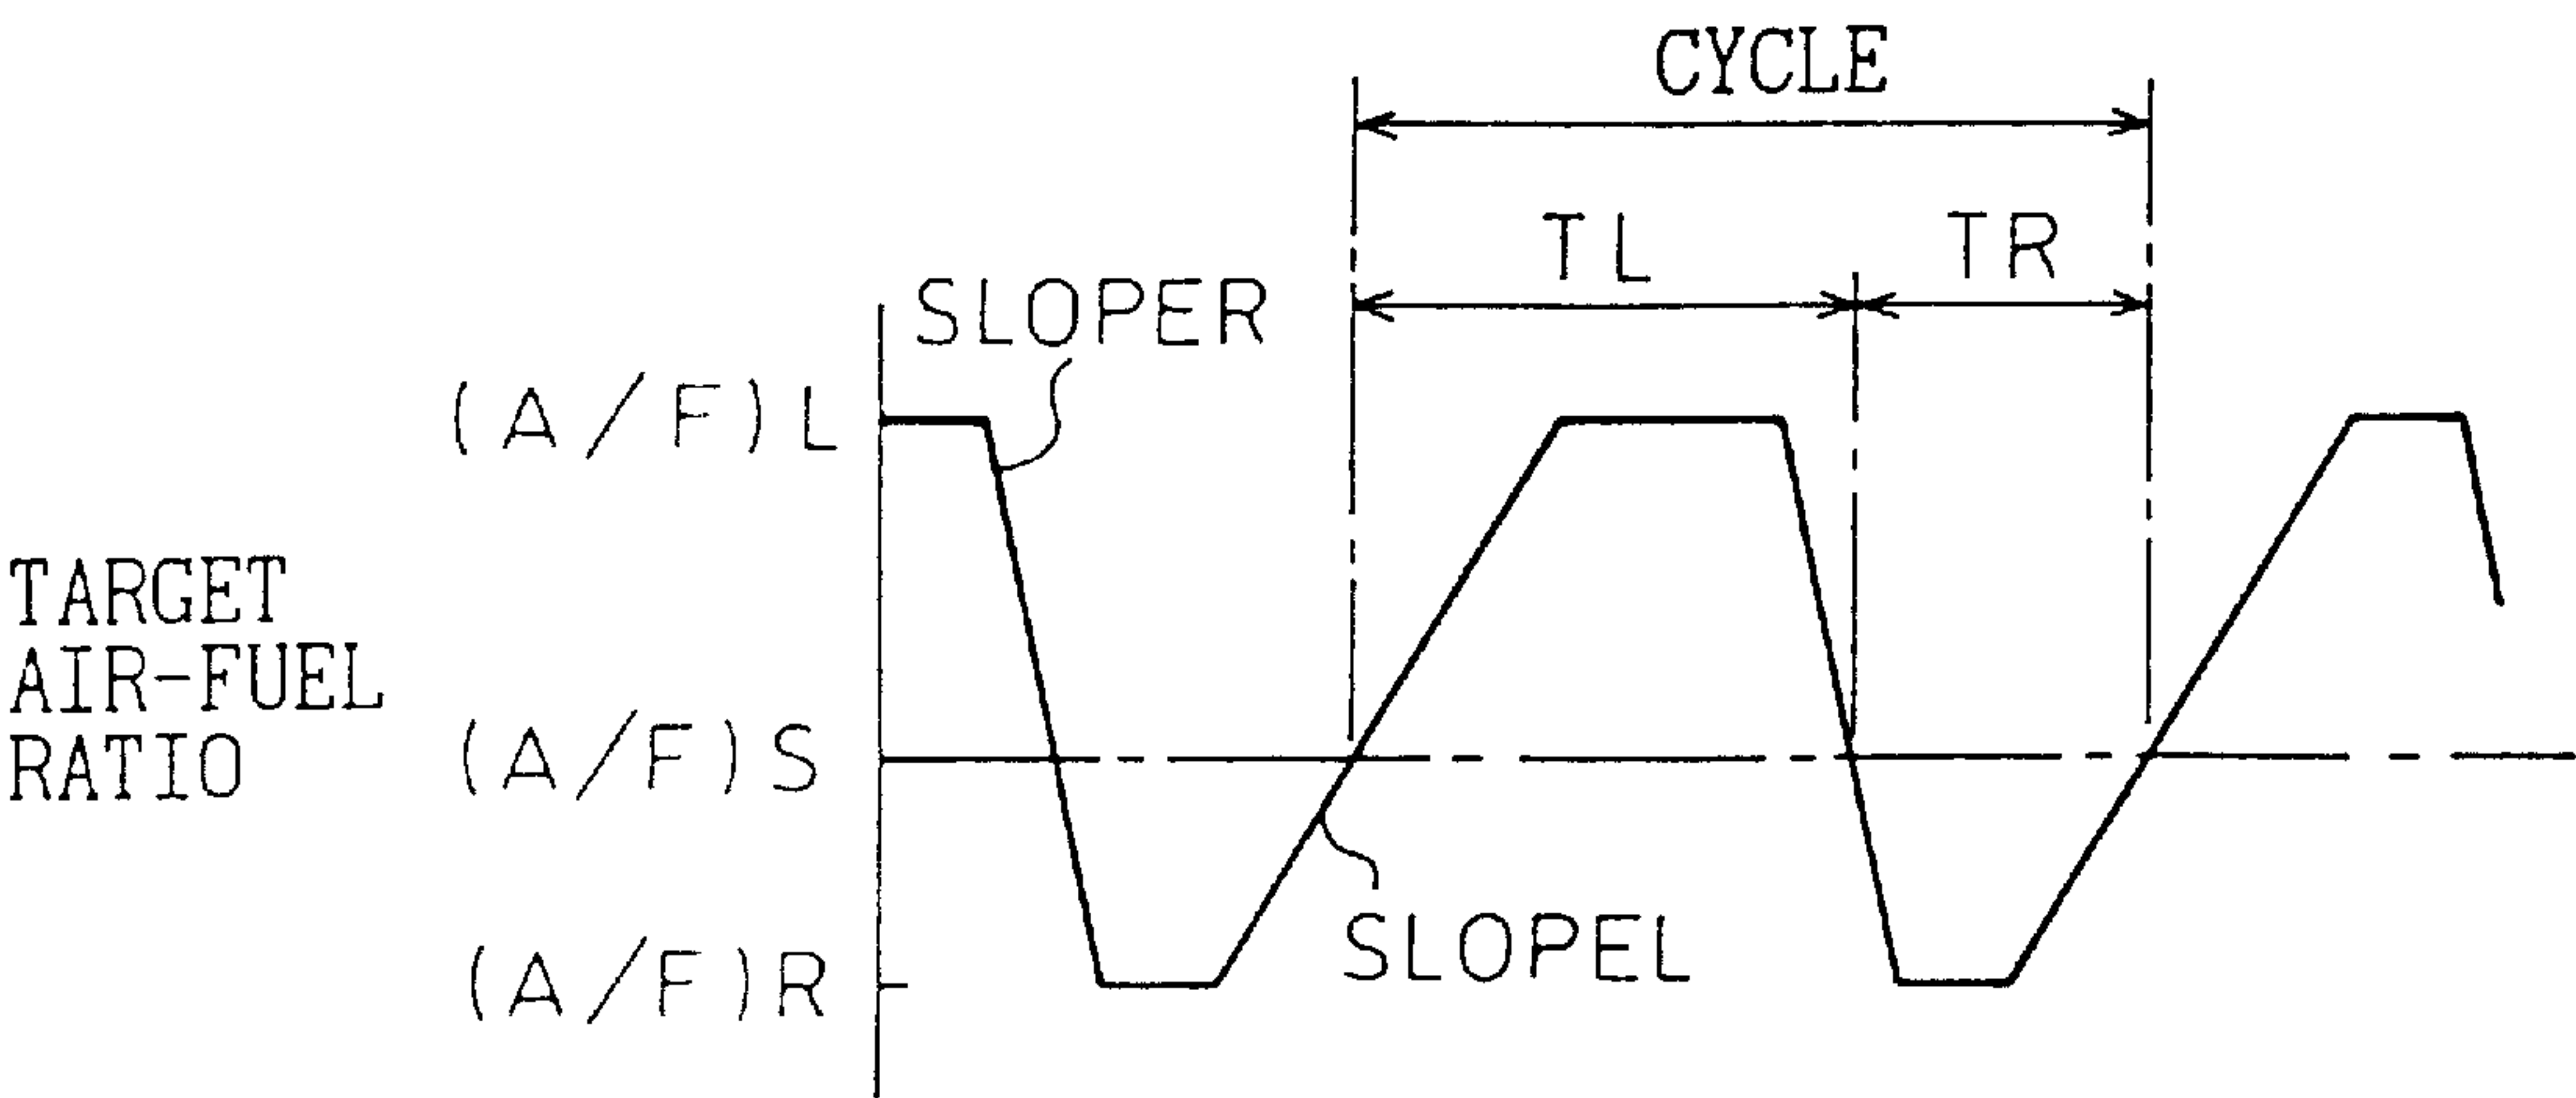 CYCLE
TL TR
SLOPER
(A/F)L
TARGET
AIR-FUEL
RATIO
(A/F)S
SLOPEL
(A/F)R